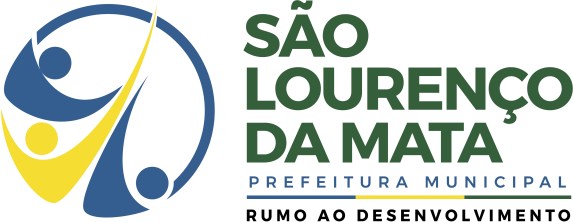 SÃO
LOURENÇO
DA MATA
PREFEITURA MUNICIPAL
RUMO AO DESENVOLVIMENTO